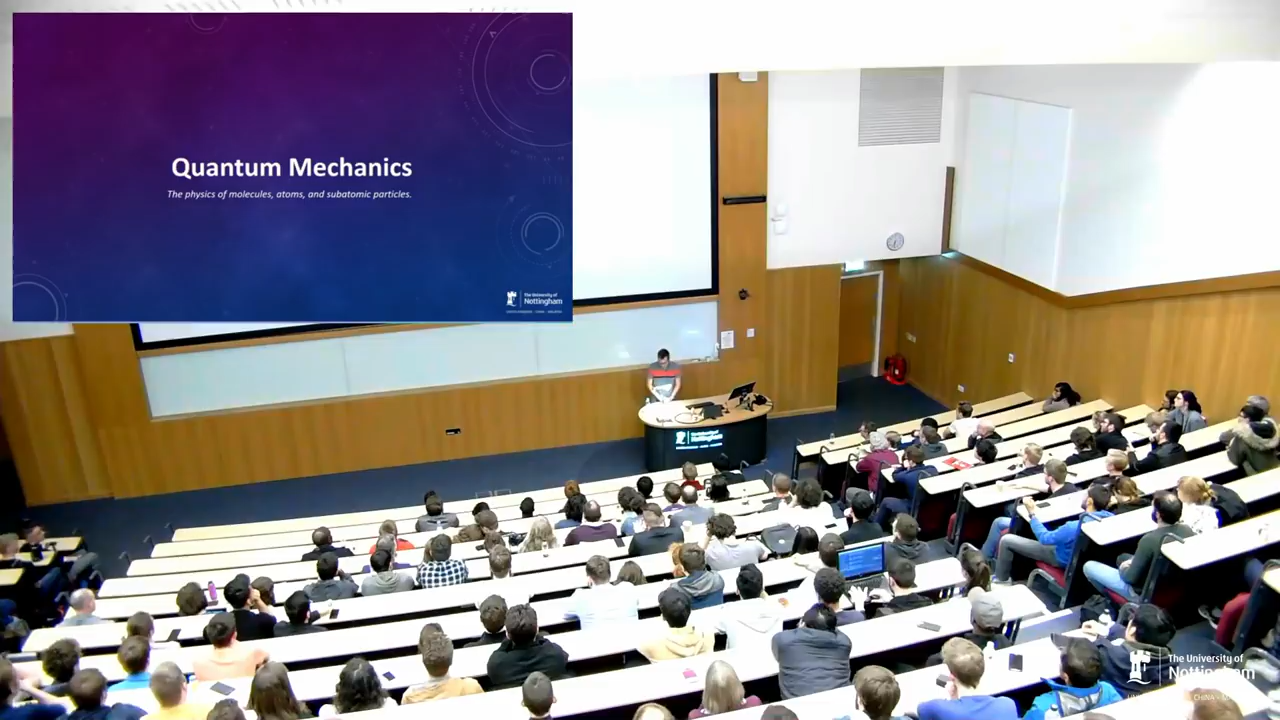 Quantum Mechanics
The physics of molecules, atoms, and subatomic particles.
The University of
Nottingham
The University of
Nottingham